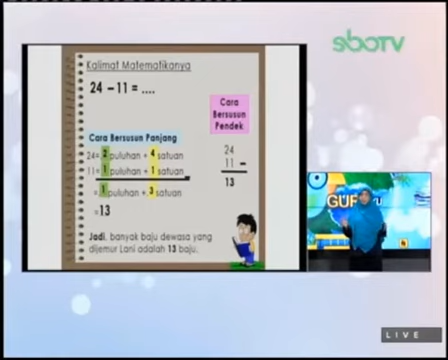 sbotv
Kalimat Matematikanya
24 – 11 = ....
Cara
Bersusun
Pendek
Cara Bersusun Panjang
24= 2 puluhan + 4 satuan
11= 1 puluhan + 1 satuan
= 1 puluhan + 3 satuan
=13
24
11 –
13
Jadi, banyak baju dewasa yang
dijemur Lani adalah 13 baju.
LIVE